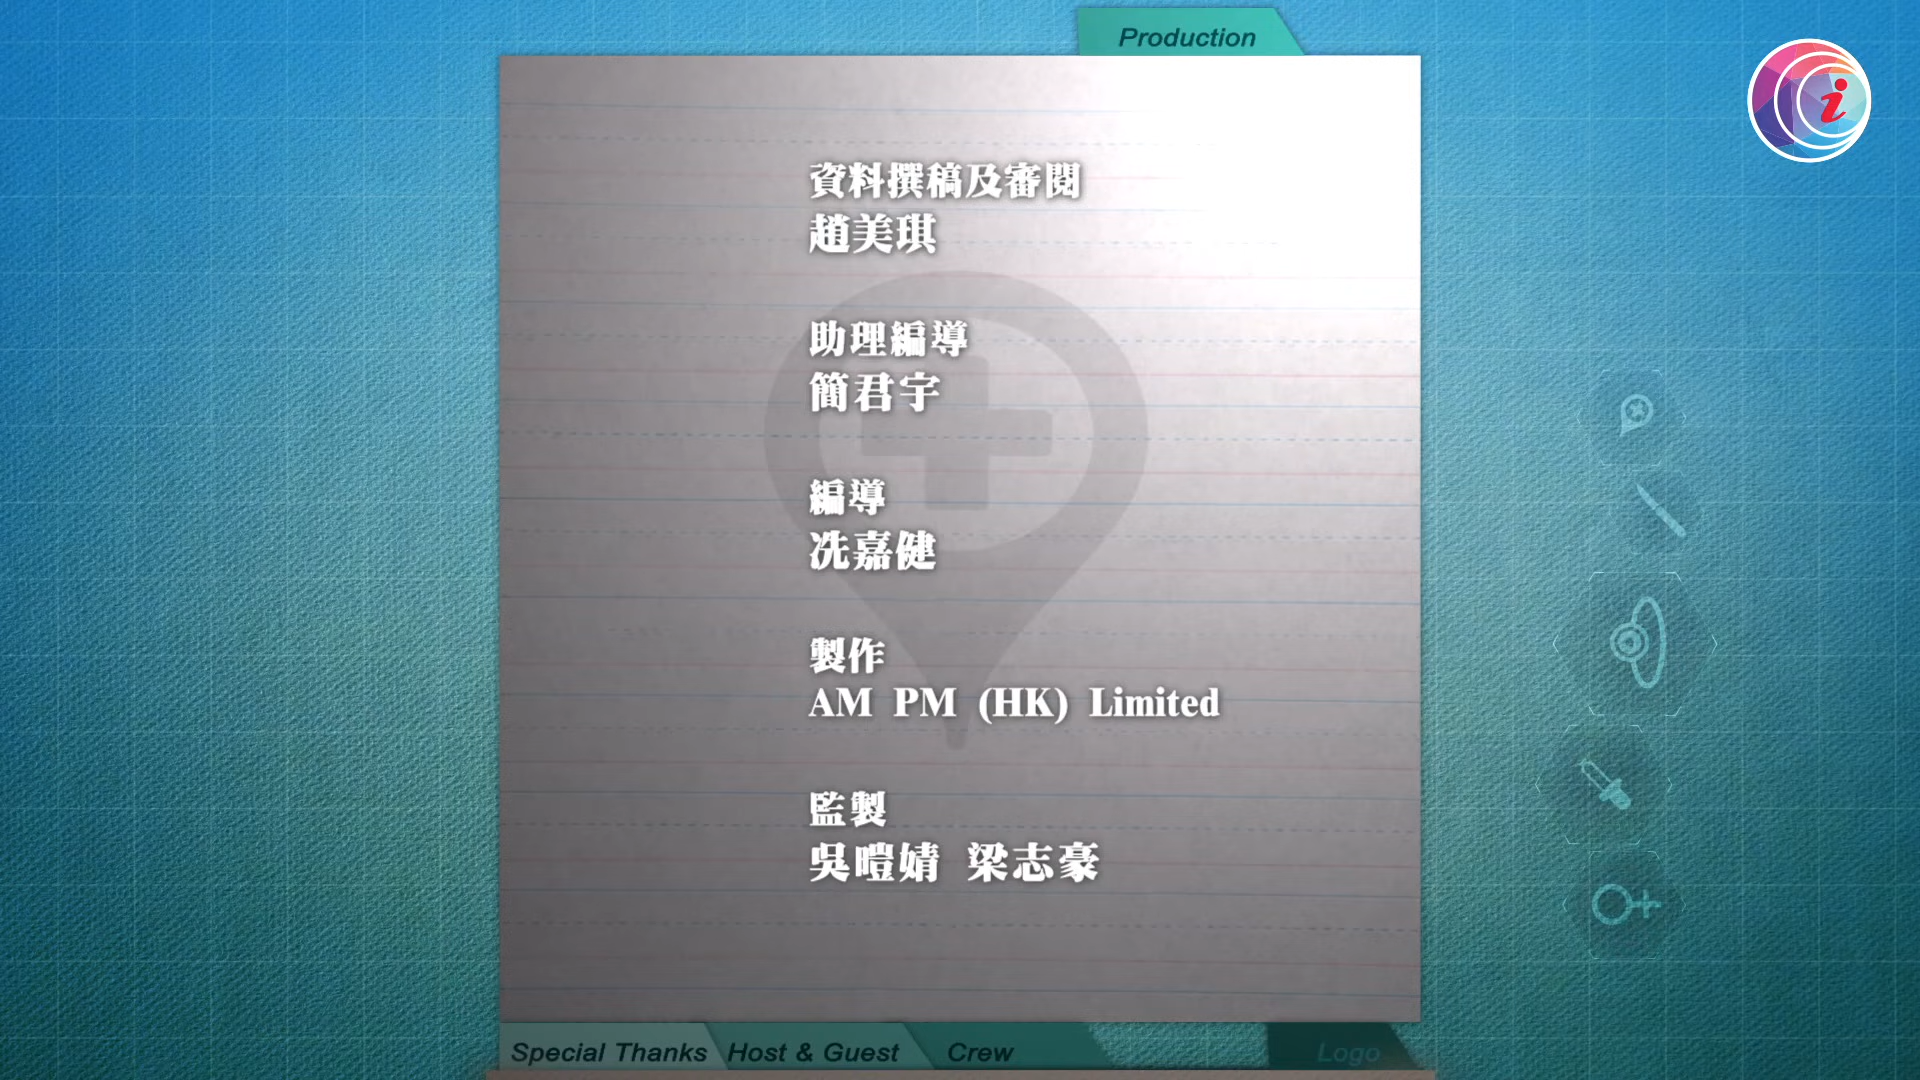 Production
資料撰稿及審閱
趙美琪
助理編導
簡君宇
編導
冼嘉健
製作
AM PM (HK) Limited
監製
吳暟婧 梁志豪
Special Thanks
Host & Guest
Crew
Logo
i